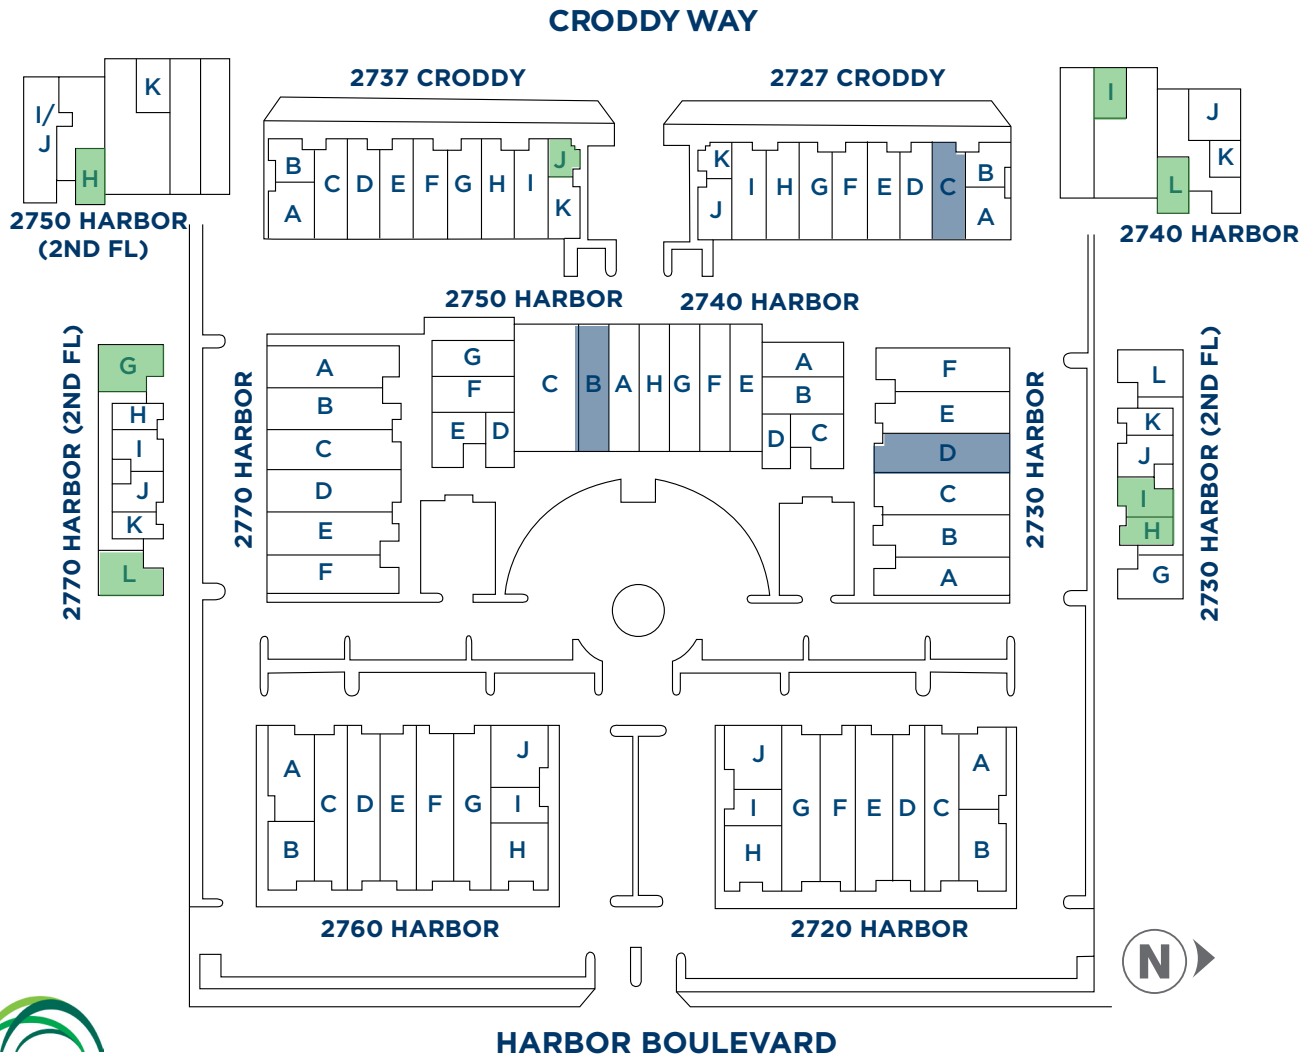 CRODDY WAY
2737 CRODDY
2727 CRODDY
K
I/
J
H
2750 HARBOR
(2ND FL)
B
A
C D E F G H I
J
K
K
J
I H G F E D C
B
A
I
J
K
L
2740 HARBOR
2750 HARBOR
2740 HARBOR
2770 HARBOR (2ND FL)
G
H
I
J
K
L
2770 HARBOR
A
B
C
D
E
F
G
F
E D
C B A H G F E
A
B
D C
F
E
D
C
B
A
2730 HARBOR
L
K
J
I
H
G
2730 HARBOR (2ND FL)
A
B
C D E F G
J
I
H
2760 HARBOR
J
I
H
G F E D C
A
B
2720 HARBOR
N
HARBOR BOULEVARD